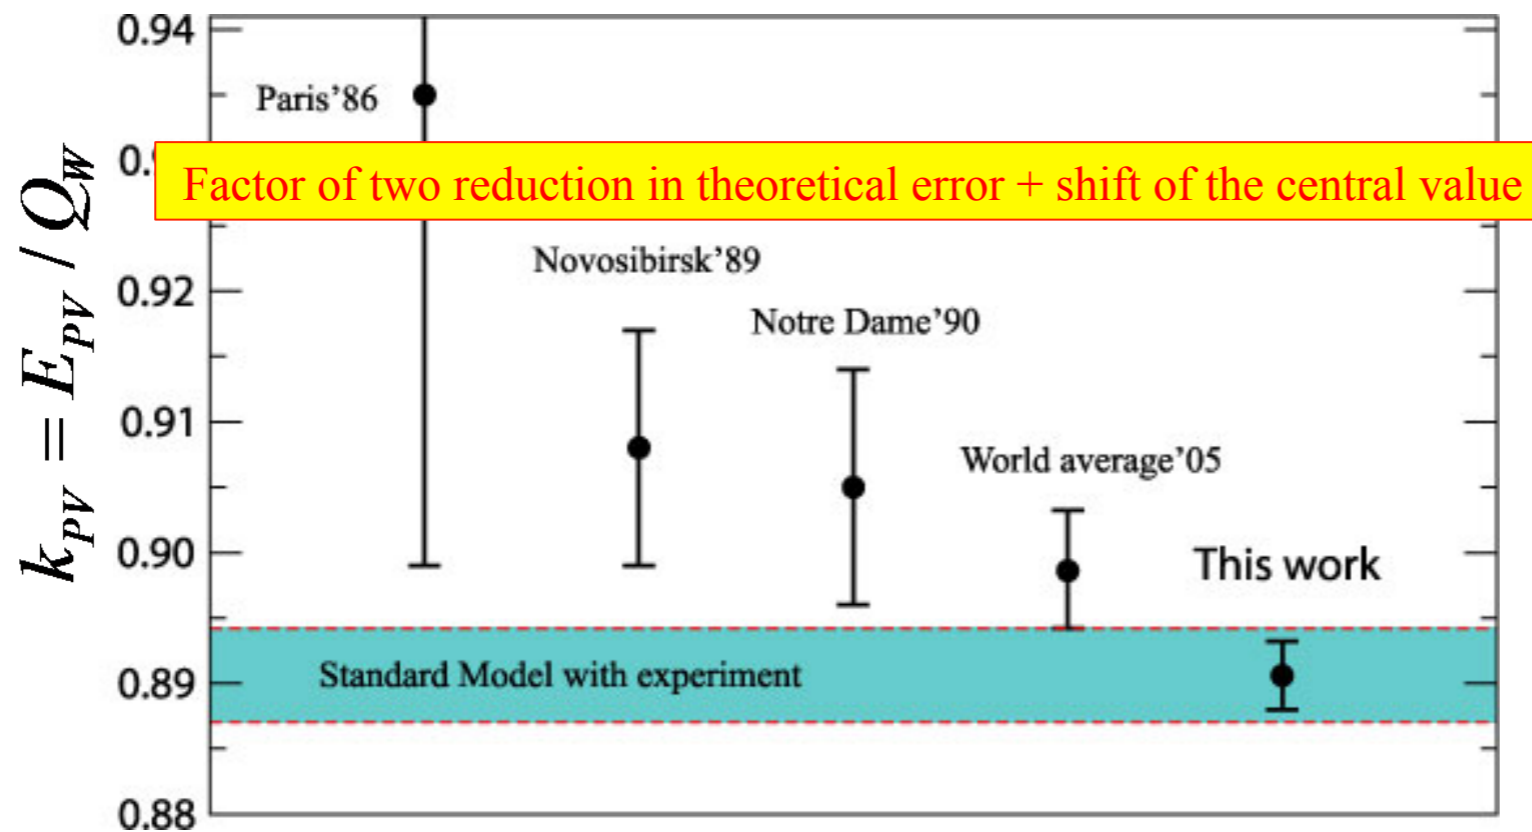 0.94
Paris’86
Factor of two reduction in theoretical error + shift of the central value
k_PV ≡ E_PV / Q_W
Novosibirsk’89
0.92
Notre Dame’90
0.91
World average’05
0.90
This work
0.89
Standard Model with experiment
0.88